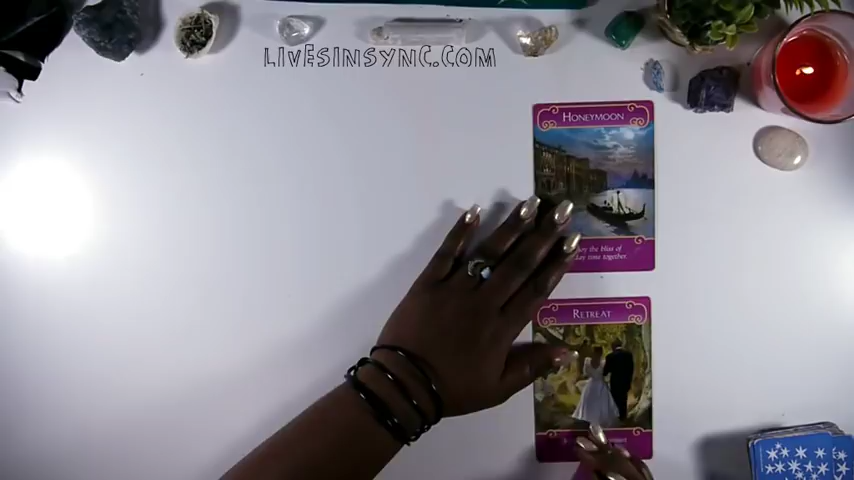 LIVESINSYNC.COM
HONEYMOON
the bliss of
time together
RETREAT